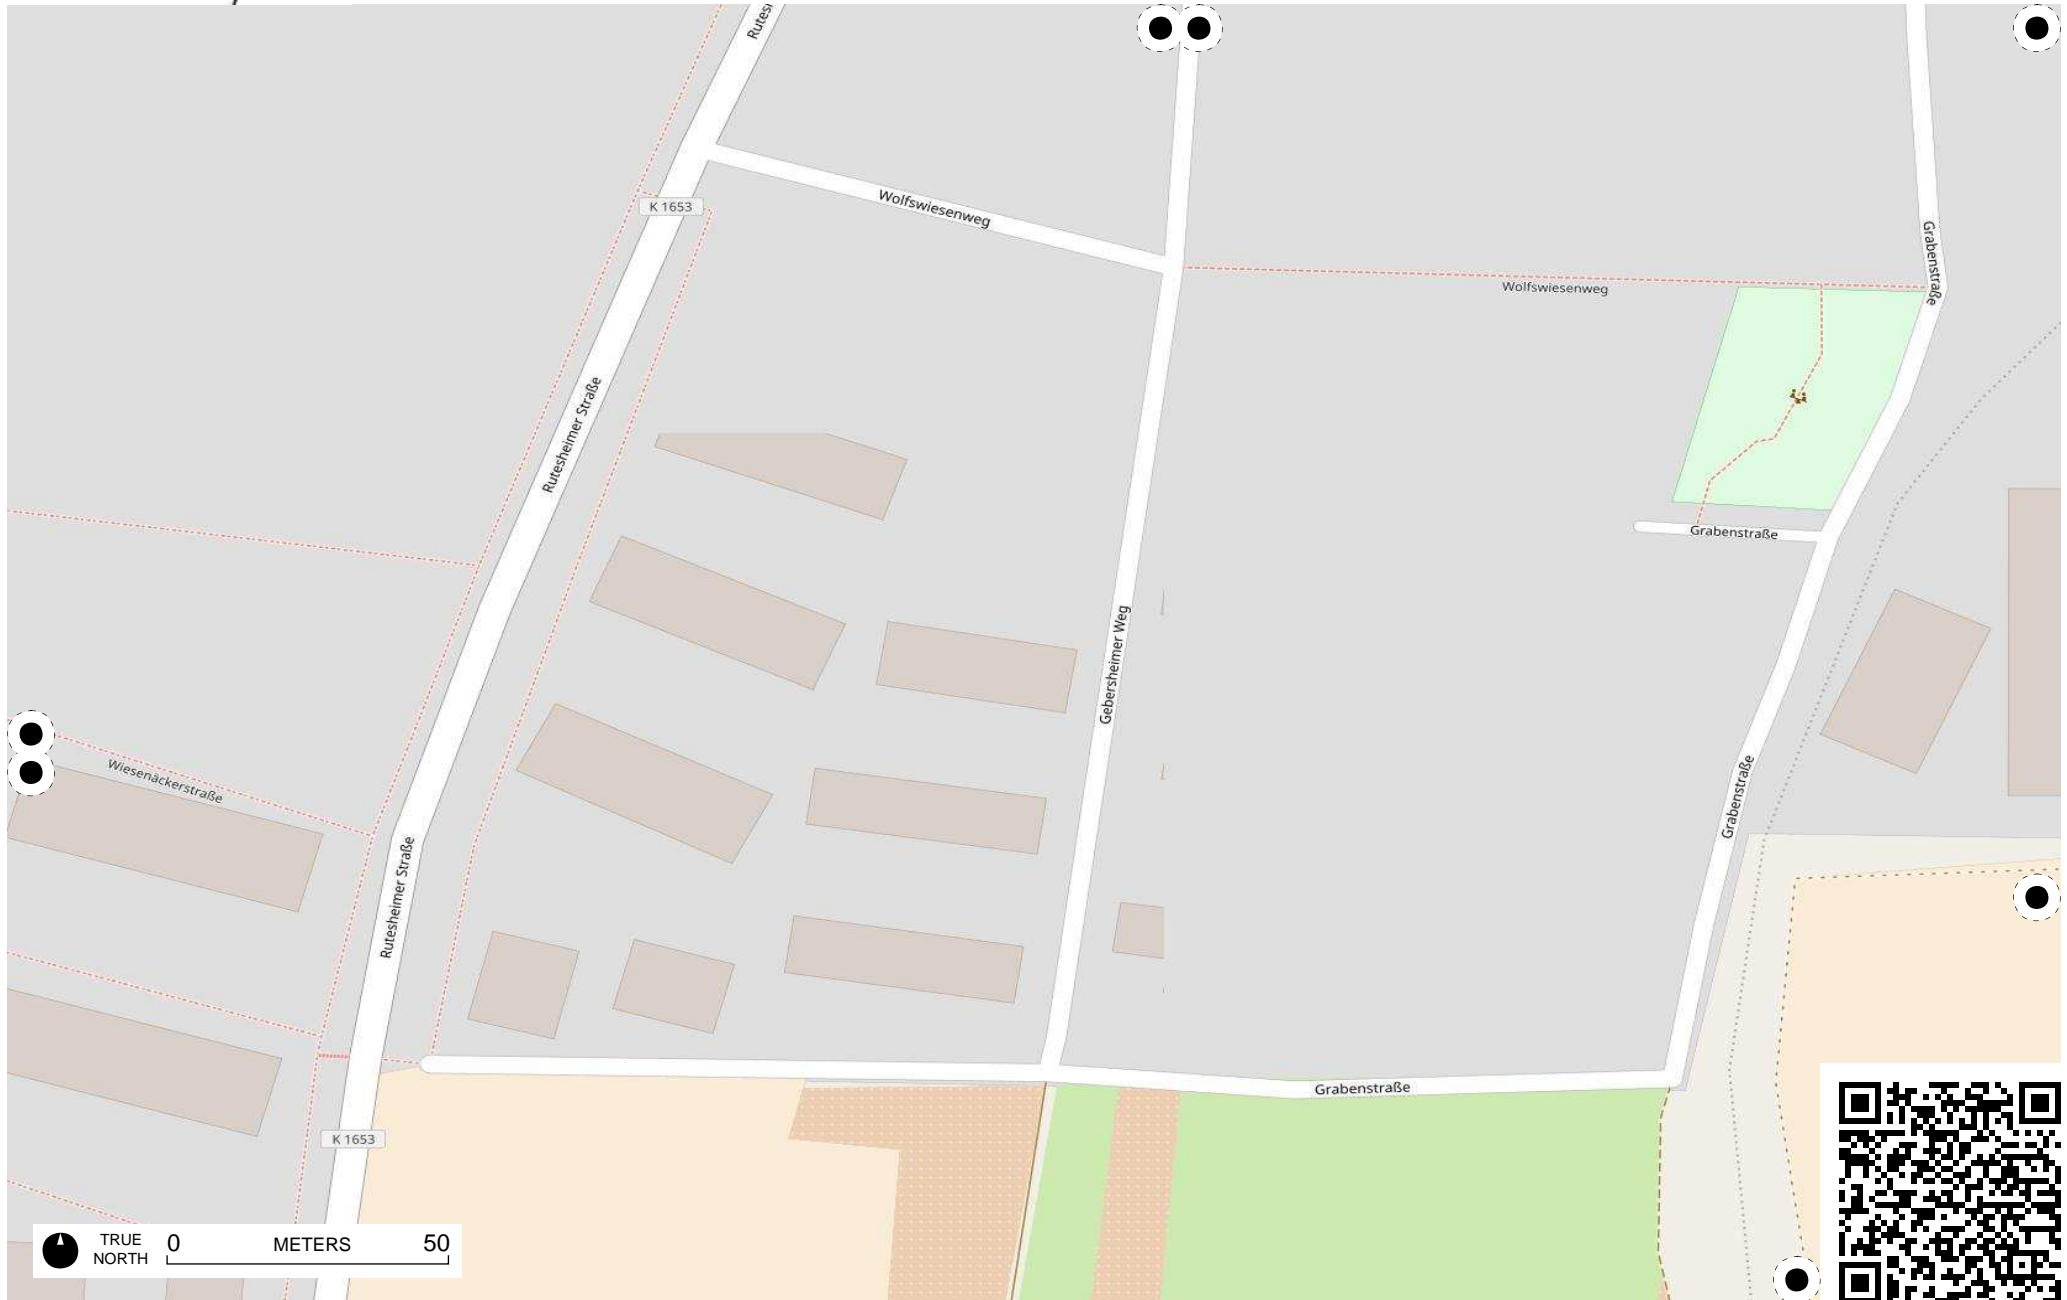 Rutesi
K 1653
Wolfswiesenweg
Grabenstraße
Wolfswiesenweg
Rutesheimer Straße
Grabenstraße
Gebersheimer Weg
Wiesenäckerstraße
Grabenstraße
Rutesheimer Straße
Grabenstraße
K 1653
TRUE
NORTH
0 METERS 50